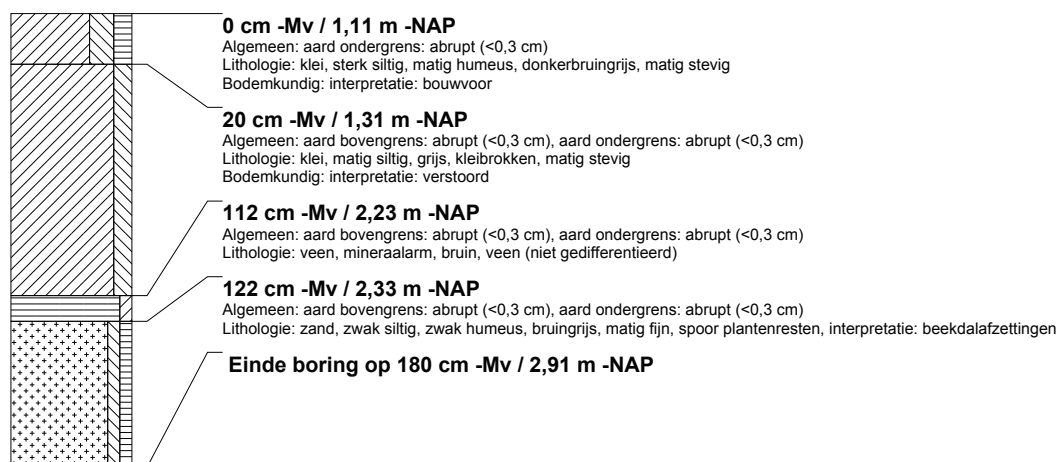 0 cm -Mv / 1,11 m -NAP
Algemeen: aard ondergrens: abrupt (<0,3 cm)
Lithologie: klei, sterk siltig, matig humeus, donkerbruingrijs, matig stevig
Bodemkundig: interpretatie: bouwvoor
20 cm -Mv / 1,31 m -NAP
Algemeen: aard bovengrens: abrupt (<0,3 cm), aard ondergrens: abrupt (<0,3 cm)
Lithologie: klei, matig siltig, grijs, kleibrokken, matig stevig
Bodemkundig: interpretatie: verstoord
112 cm -Mv / 2,23 m -NAP
Algemeen: aard bovengrens: abrupt (<0,3 cm), aard ondergrens: abrupt (<0,3 cm)
Lithologie: veen, mineraalarm, bruin, veen (niet gedifferentieerd)
122 cm -Mv / 2,33 m -NAP
Algemeen: aard bovengrens: abrupt (<0,3 cm), aard ondergrens: abrupt (<0,3 cm)
Lithologie: zand, zwak siltig, zwak humeus, bruingrijs, matig fijn, spoor plantenresten, interpretatie: beekdalafzettingen
Einde boring op 180 cm -Mv / 2,91 m -NAP